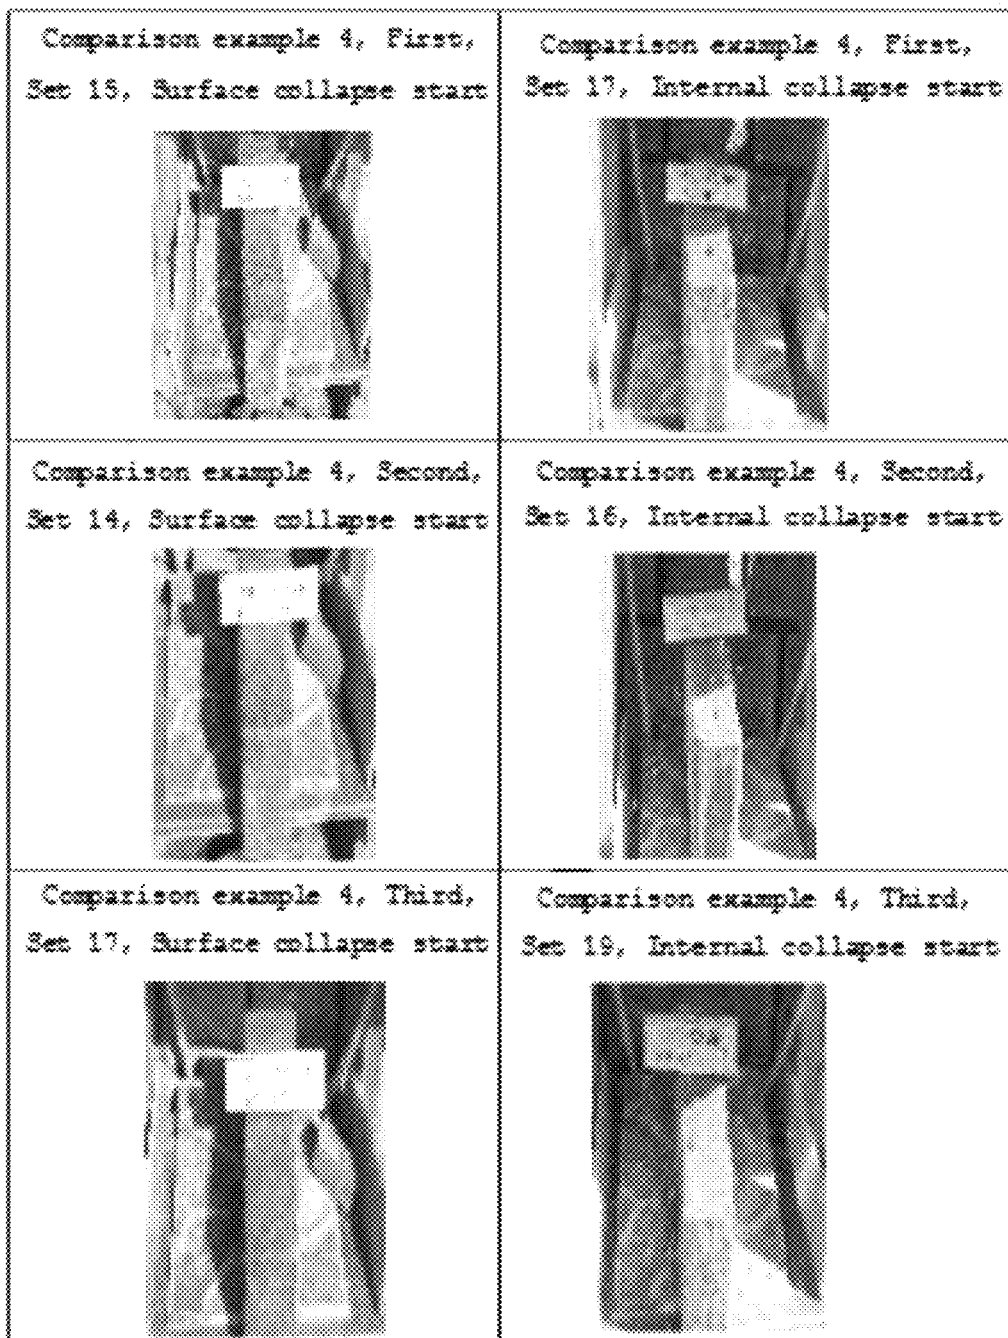 Comparison example 4, First,
Set 15, Surface collapse start
Comparison example 4, First,
Set 17, Internal collapse start
Comparison example 4, Second,
Set 14, Surface collapse start
Comparison example 4, Second,
Set 16, Internal collapse start
Comparison example 4, Third,
Set 17, Surface collapse start
Comparison example 4, Third,
Set 19, Internal collapse start